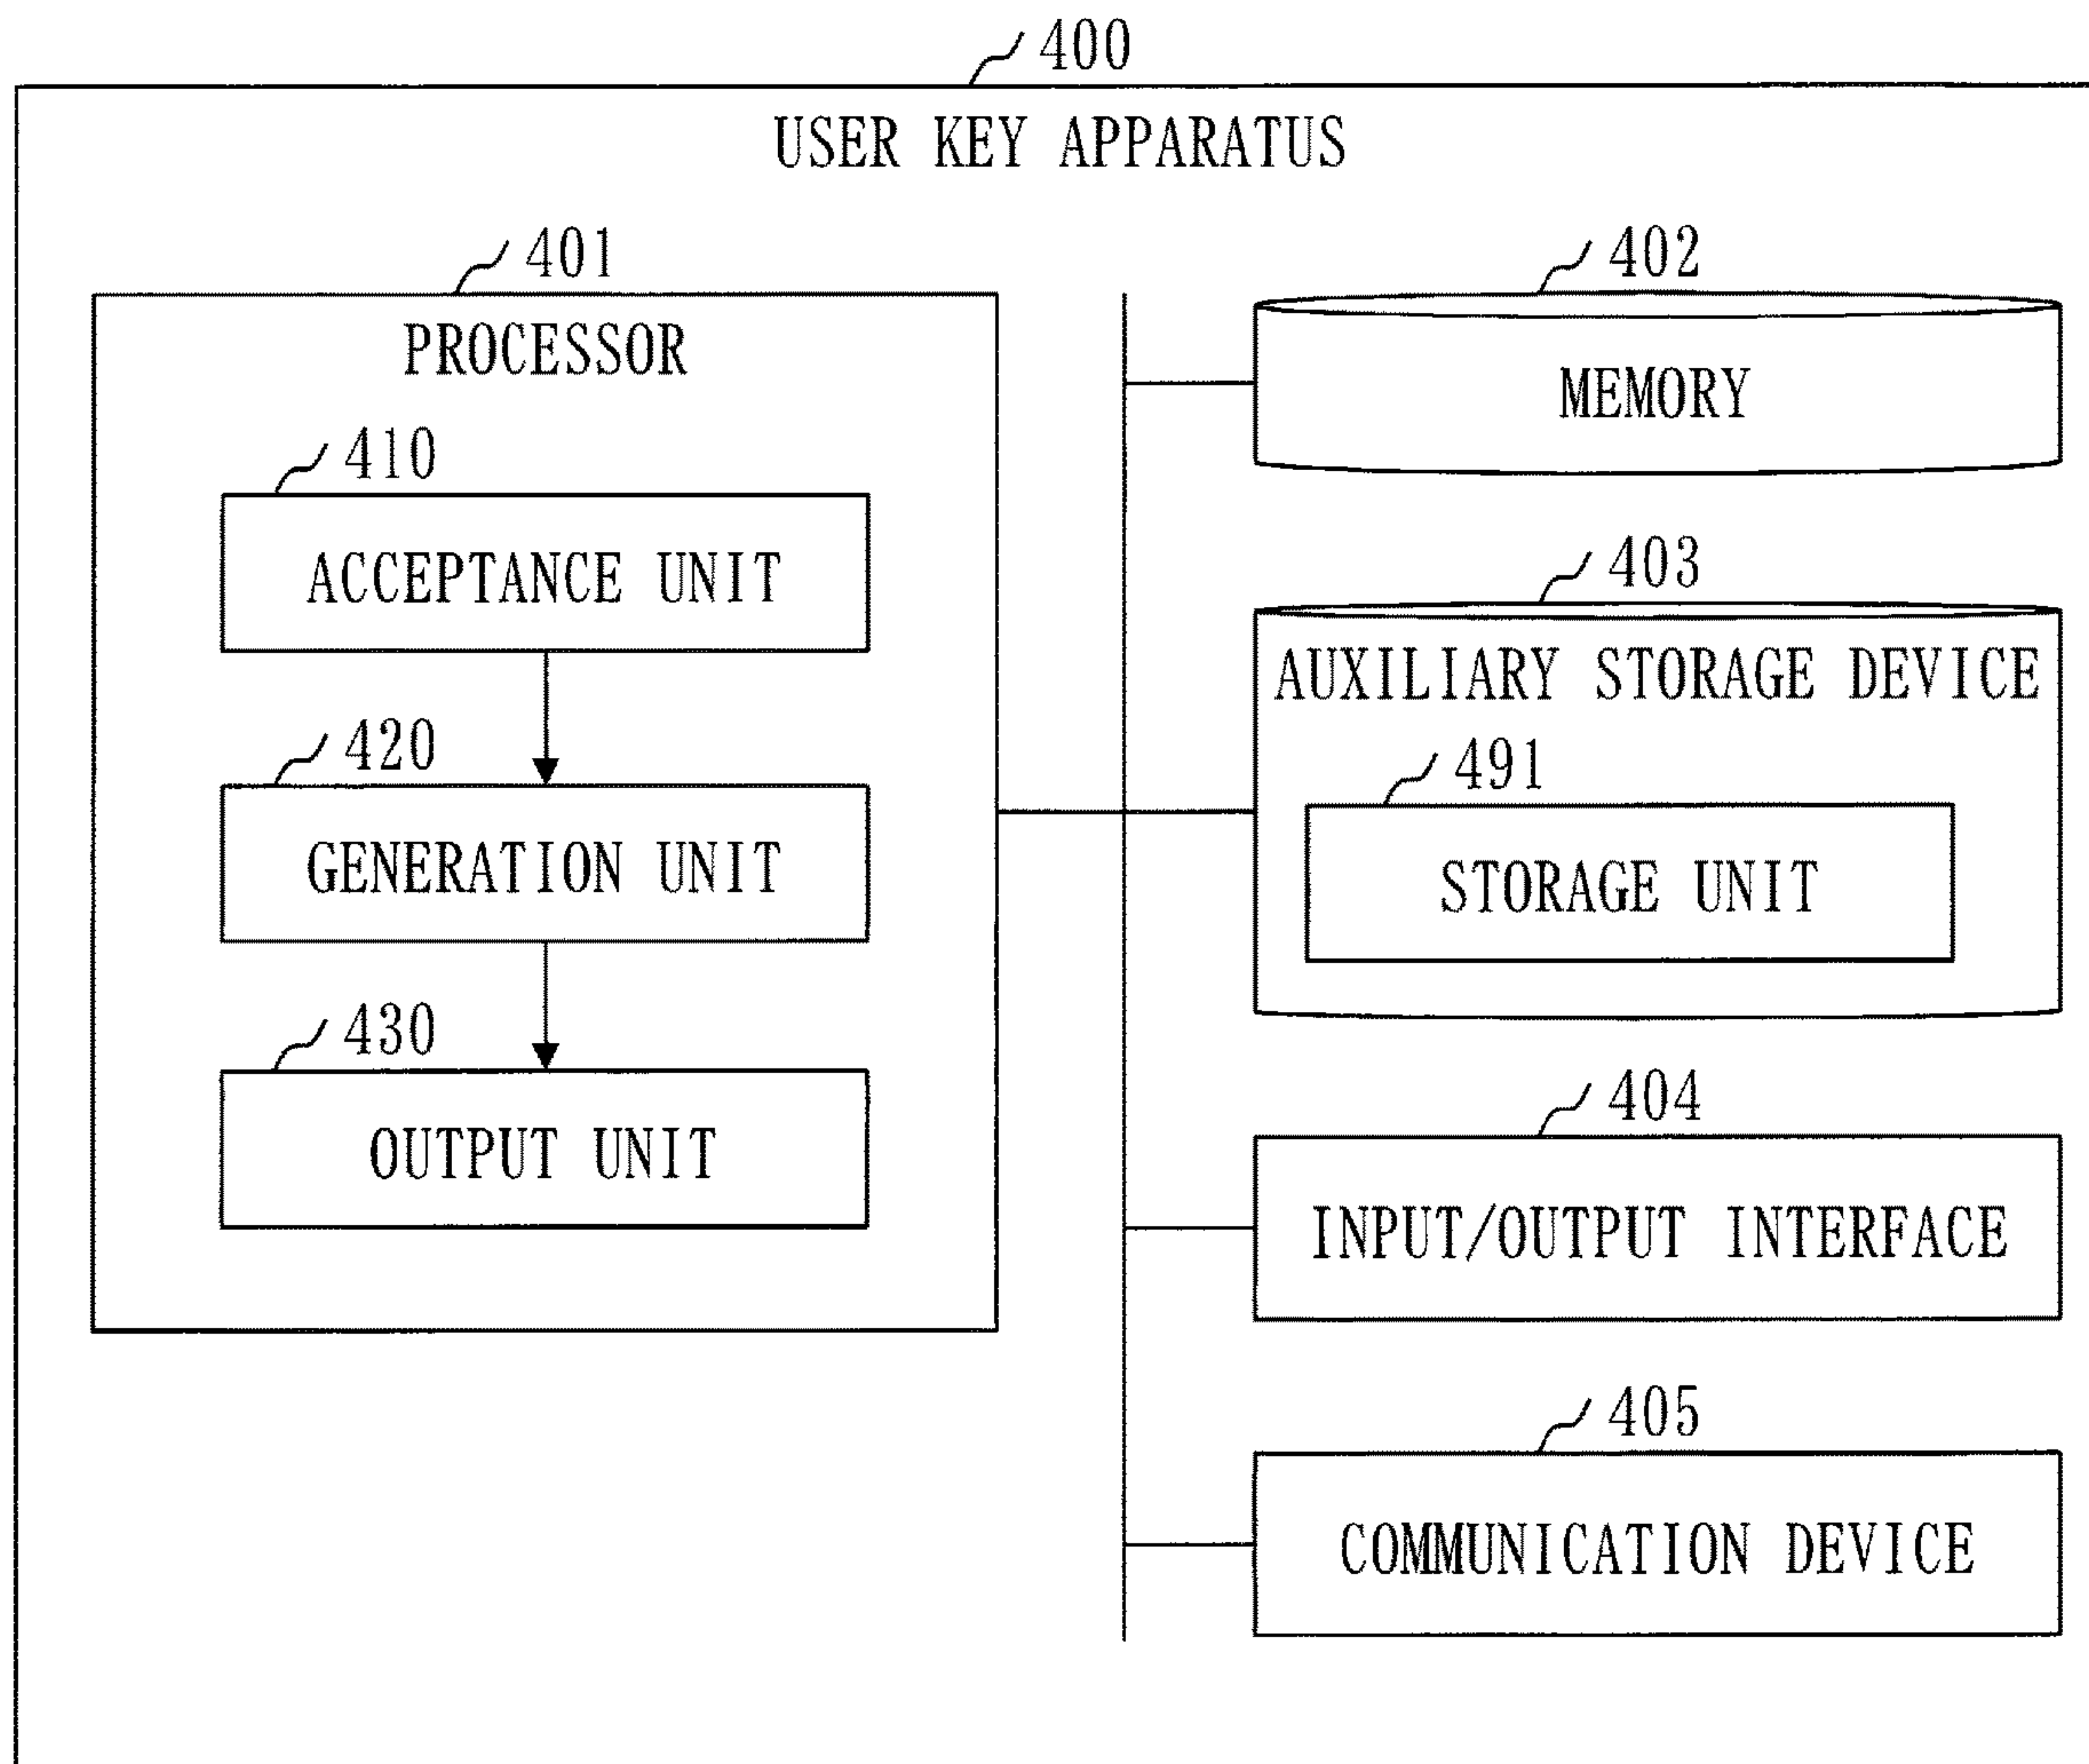 400
USER KEY APPARATUS
401
PROCESSOR
410
ACCEPTANCE UNIT
420
GENERATION UNIT
430
OUTPUT UNIT
402
MEMORY
403
AUXILIARY STORAGE DEVICE
491
STORAGE UNIT
404
INPUT/OUTPUT INTERFACE
405
COMMUNICATION DEVICE